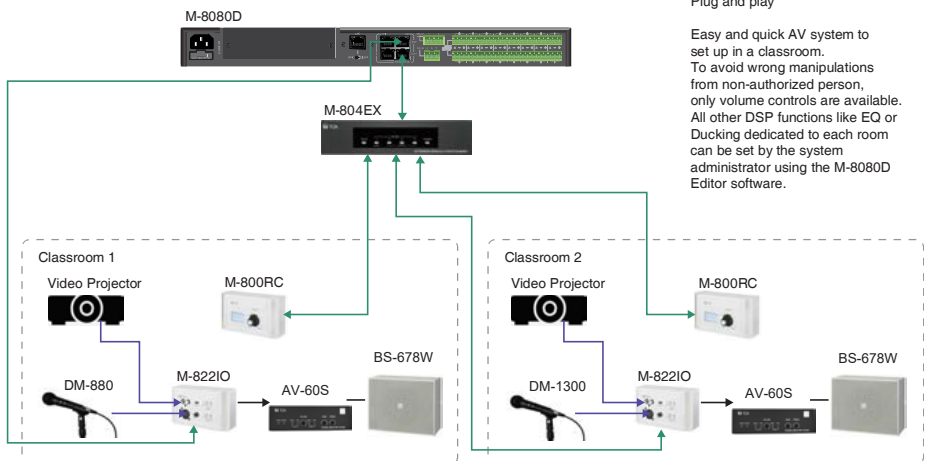 M-8080D
Plug and play
Easy and quick AV system to
set up in a classroom.
To avoid wrong manipulations
from non-authorized person,
only volume controls are available.
All other DSP functions like EQ or
Ducking dedicated to each room
can be set by the system
administrator using the M-8080D
Editor software.
M-804EX
Classroom 1
Video Projector
M-800RC
DM-880
M-822IO
AV-60S
BS-678W
Classroom 2
Video Projector
M-800RC
DM-1300
M-822IO
AV-60S
BS-678W